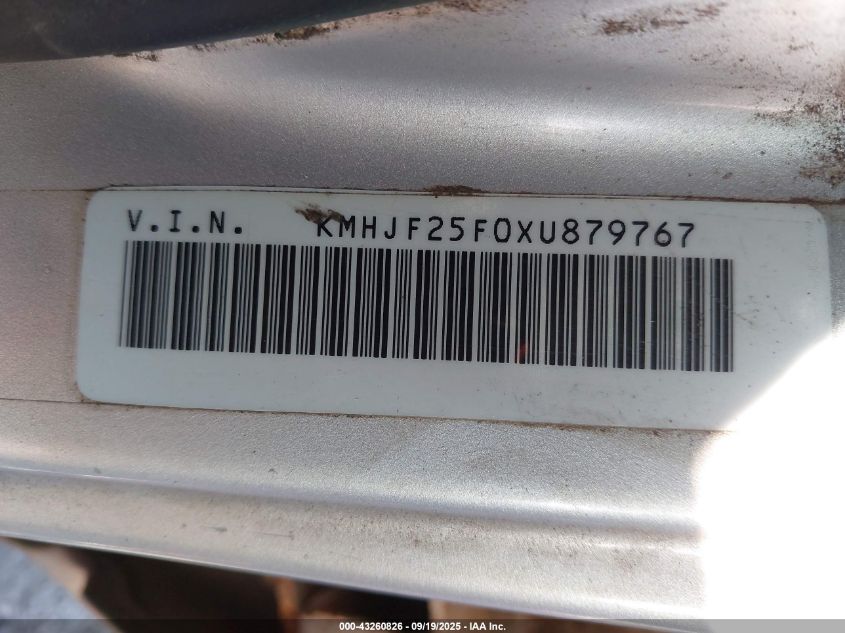 V.I.N. KMHJF25F0XU879767
000-43260826 - 09/19/2025 - IAA Inc.